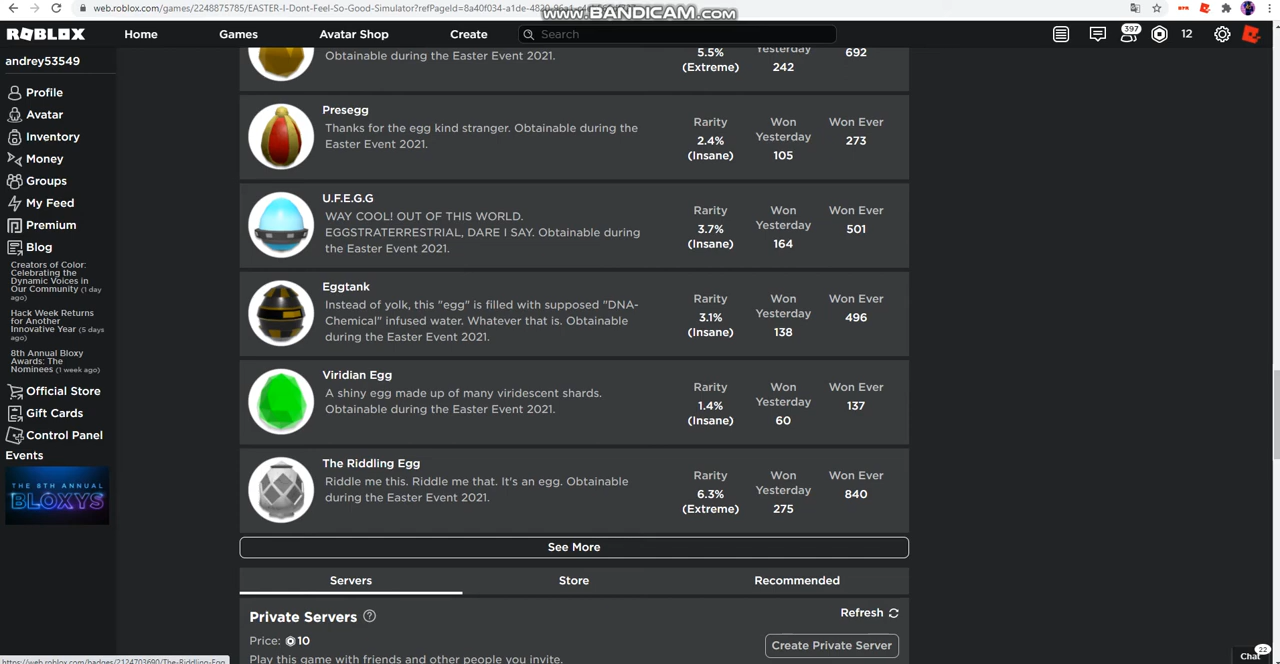 web.roblox.com/games/2248875785/EASTER-I-Dont-Feel-So-Good-Simulator?refPageId=8a40f034-a1de-
www.BANDICAM.com
ROBLOX
Home
Games
Avatar Shop
Create
Search
397
12
andrey53549
Profile
Avatar
Inventory
Money
Groups
My Feed
Premium
Blog
Creators of Color:
Celebrating the
Dynamic Voices in
Our Community (1 day
ago)
Hack Week Returns
for Another
Innovative Year (5 days
ago)
8th Annual Bloxy
Awards: The
Nominees (1 week ago)
Official Store
Gift Cards
Control Panel
Events
THE 8TH ANNUAL
BLOXYS
Obtainable during the Easter Event 2021.
5.5%
(Extreme)
Yesterday
242
692
Presegg
Thanks for the egg kind stranger. Obtainable during the
Easter Event 2021.
Rarity
2.4%
(Insane)
Won
Yesterday
105
Won Ever
273
U.F.E.G.G
WAY COOL! OUT OF THIS WORLD.
EGGSTRATERRESTRIAL, DARE I SAY. Obtainable during
the Easter Event 2021.
Rarity
3.7%
(Insane)
Won
Yesterday
164
Won Ever
501
Eggtank
Instead of yolk, this "egg" is filled with supposed "DNA-
Chemical" infused water. Whatever that is. Obtainable
during the Easter Event 2021.
Rarity
3.1%
(Insane)
Won
Yesterday
138
Won Ever
496
Viridian Egg
A shiny egg made up of many viridescent shards.
Obtainable during the Easter Event 2021.
Rarity
1.4%
(Insane)
Won
Yesterday
60
Won Ever
137
The Riddling Egg
Riddle me this. Riddle me that. It's an egg. Obtainable
during the Easter Event 2021.
Rarity
6.3%
(Extreme)
Won
Yesterday
275
Won Ever
840
See More
Servers
Store
Recommended
Private Servers
Refresh
Price: 10
Create Private Server
Play this game with friends and other people you invite.
https://web.roblox.com/badges/2124703690/The-Riddling-Egg
Chat
22